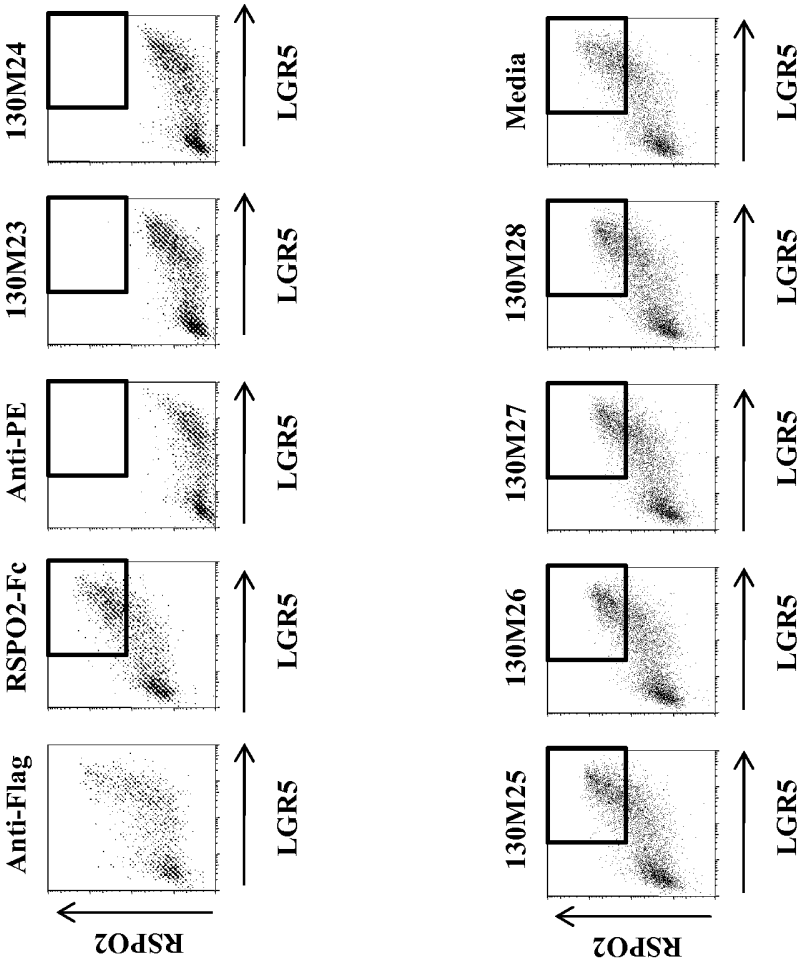 Anti-Flag
RSPO2-Fc
Anti-PE
130M23
130M24
RSPO2
LGR5
LGR5
LGR5
LGR5
LGR5
130M25
130M26
130M27
130M28
Media
RSPO2
LGR5
LGR5
LGR5
LGR5
LGR5